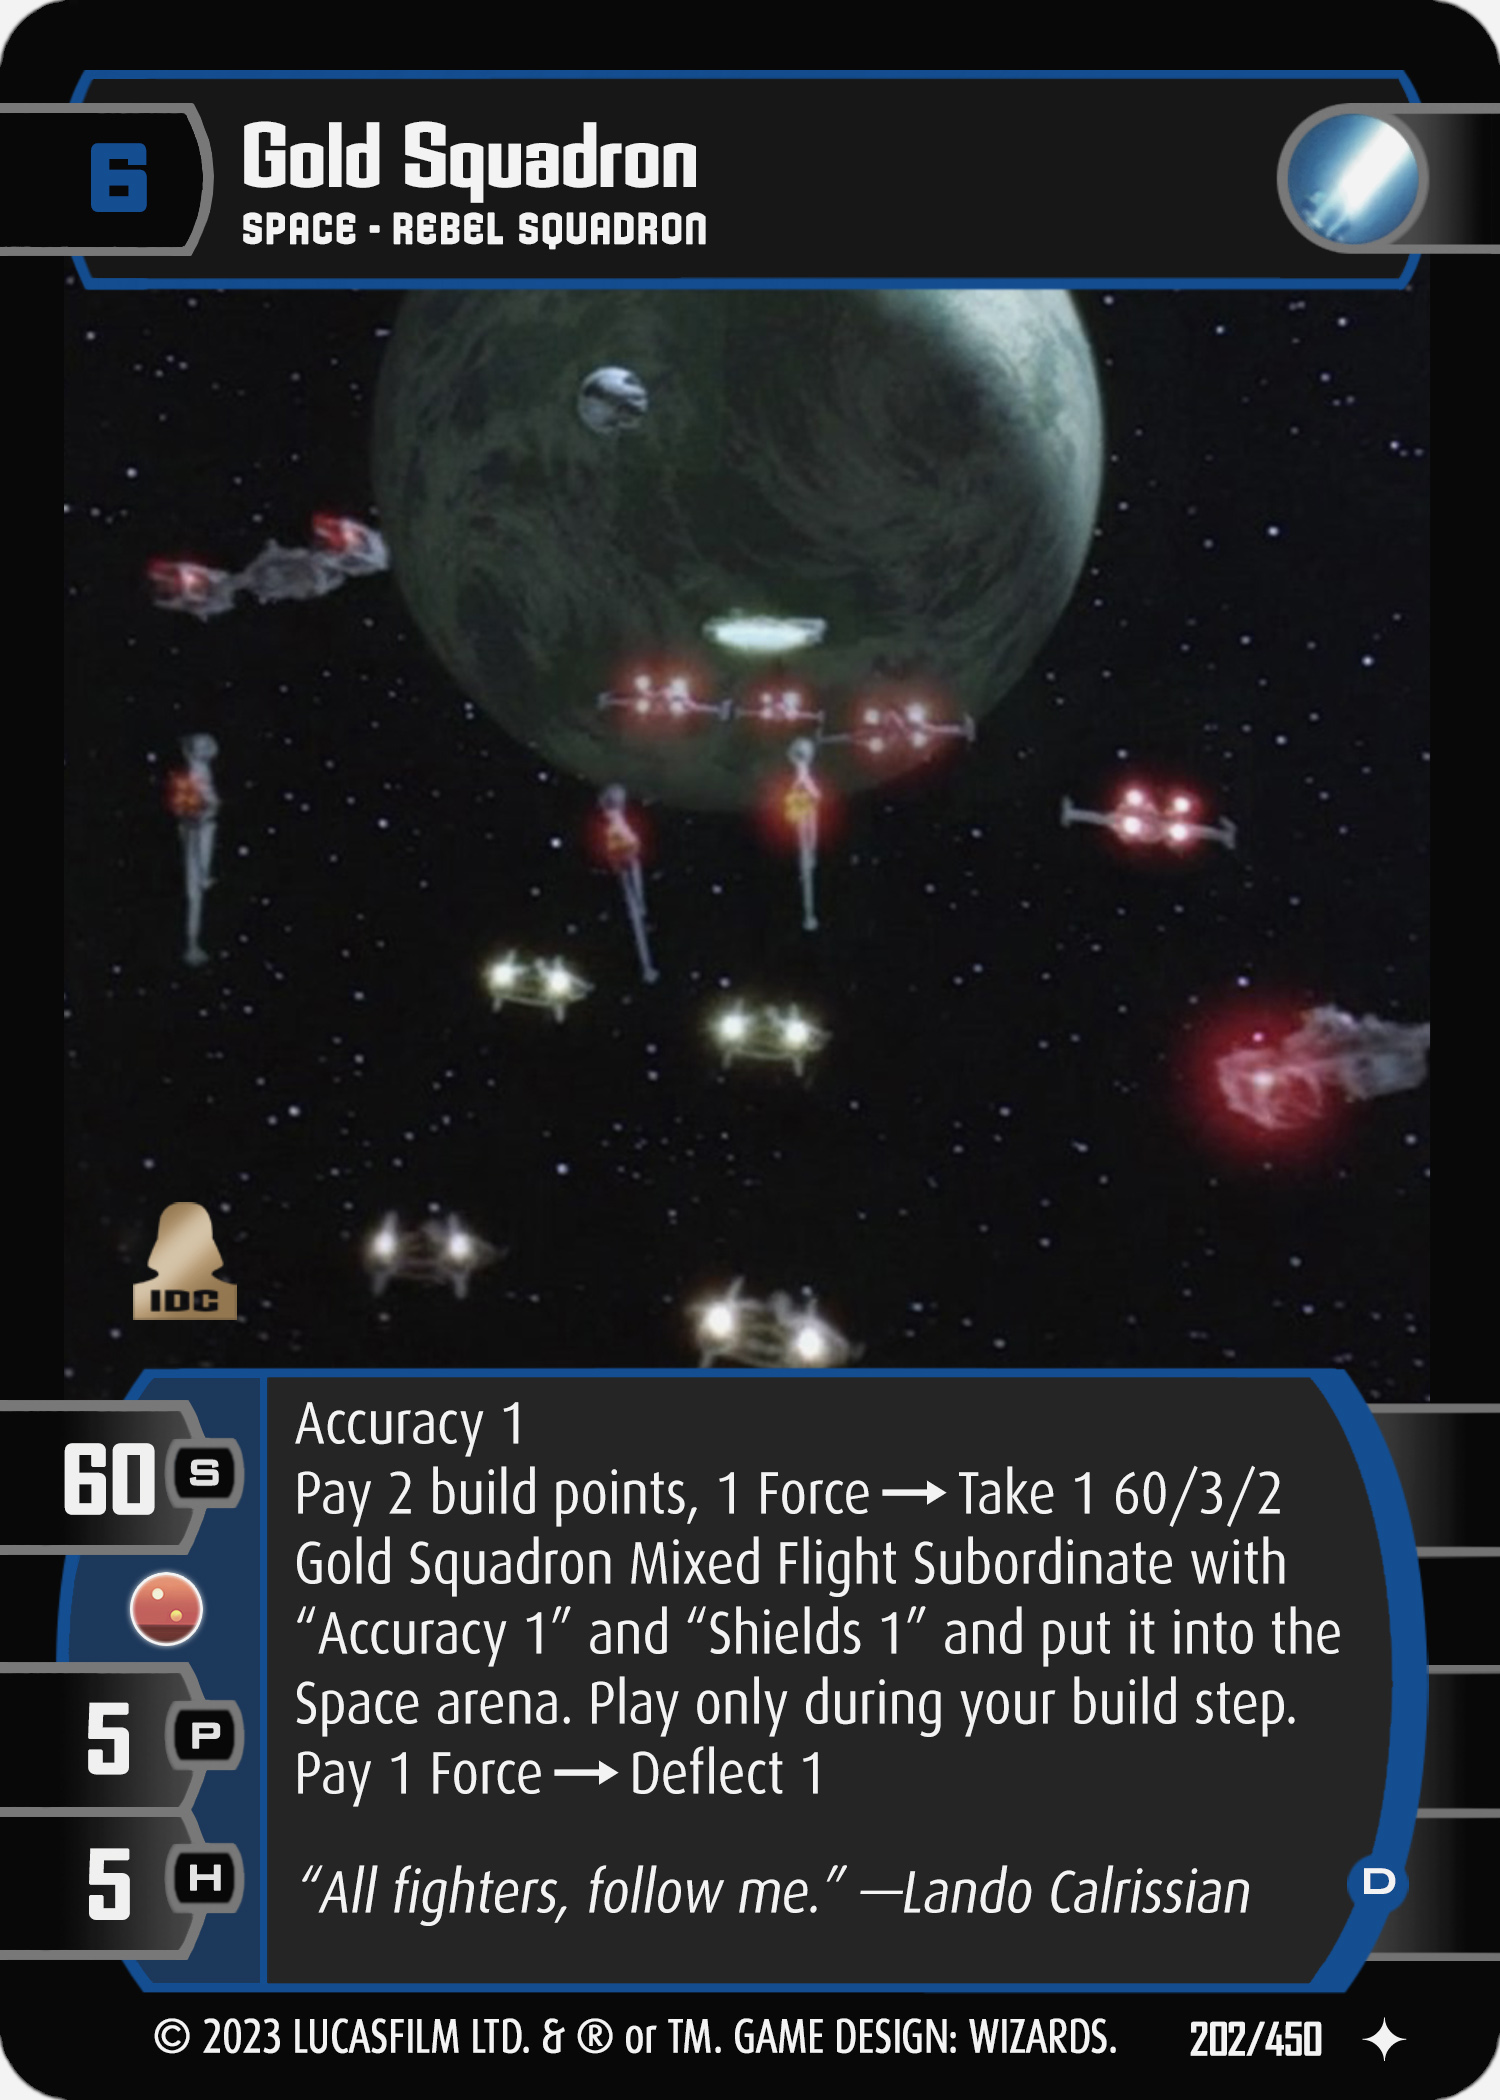 6
Gold Squadron
SPACE - REBEL SQUADRON
IDC
60 S
5 P
5 H
Accuracy 1
Pay 2 build points, 1 Force → Take 1 60/3/2
Gold Squadron Mixed Flight Subordinate with
“Accuracy 1” and “Shields 1” and put it into the
Space arena. Play only during your build step.
Pay 1 Force → Deflect 1
“All fighters, follow me.” —Lando Calrissian
D
© 2023 LUCASFILM LTD. & ® or TM. GAME DESIGN: WIZARDS. 202/450